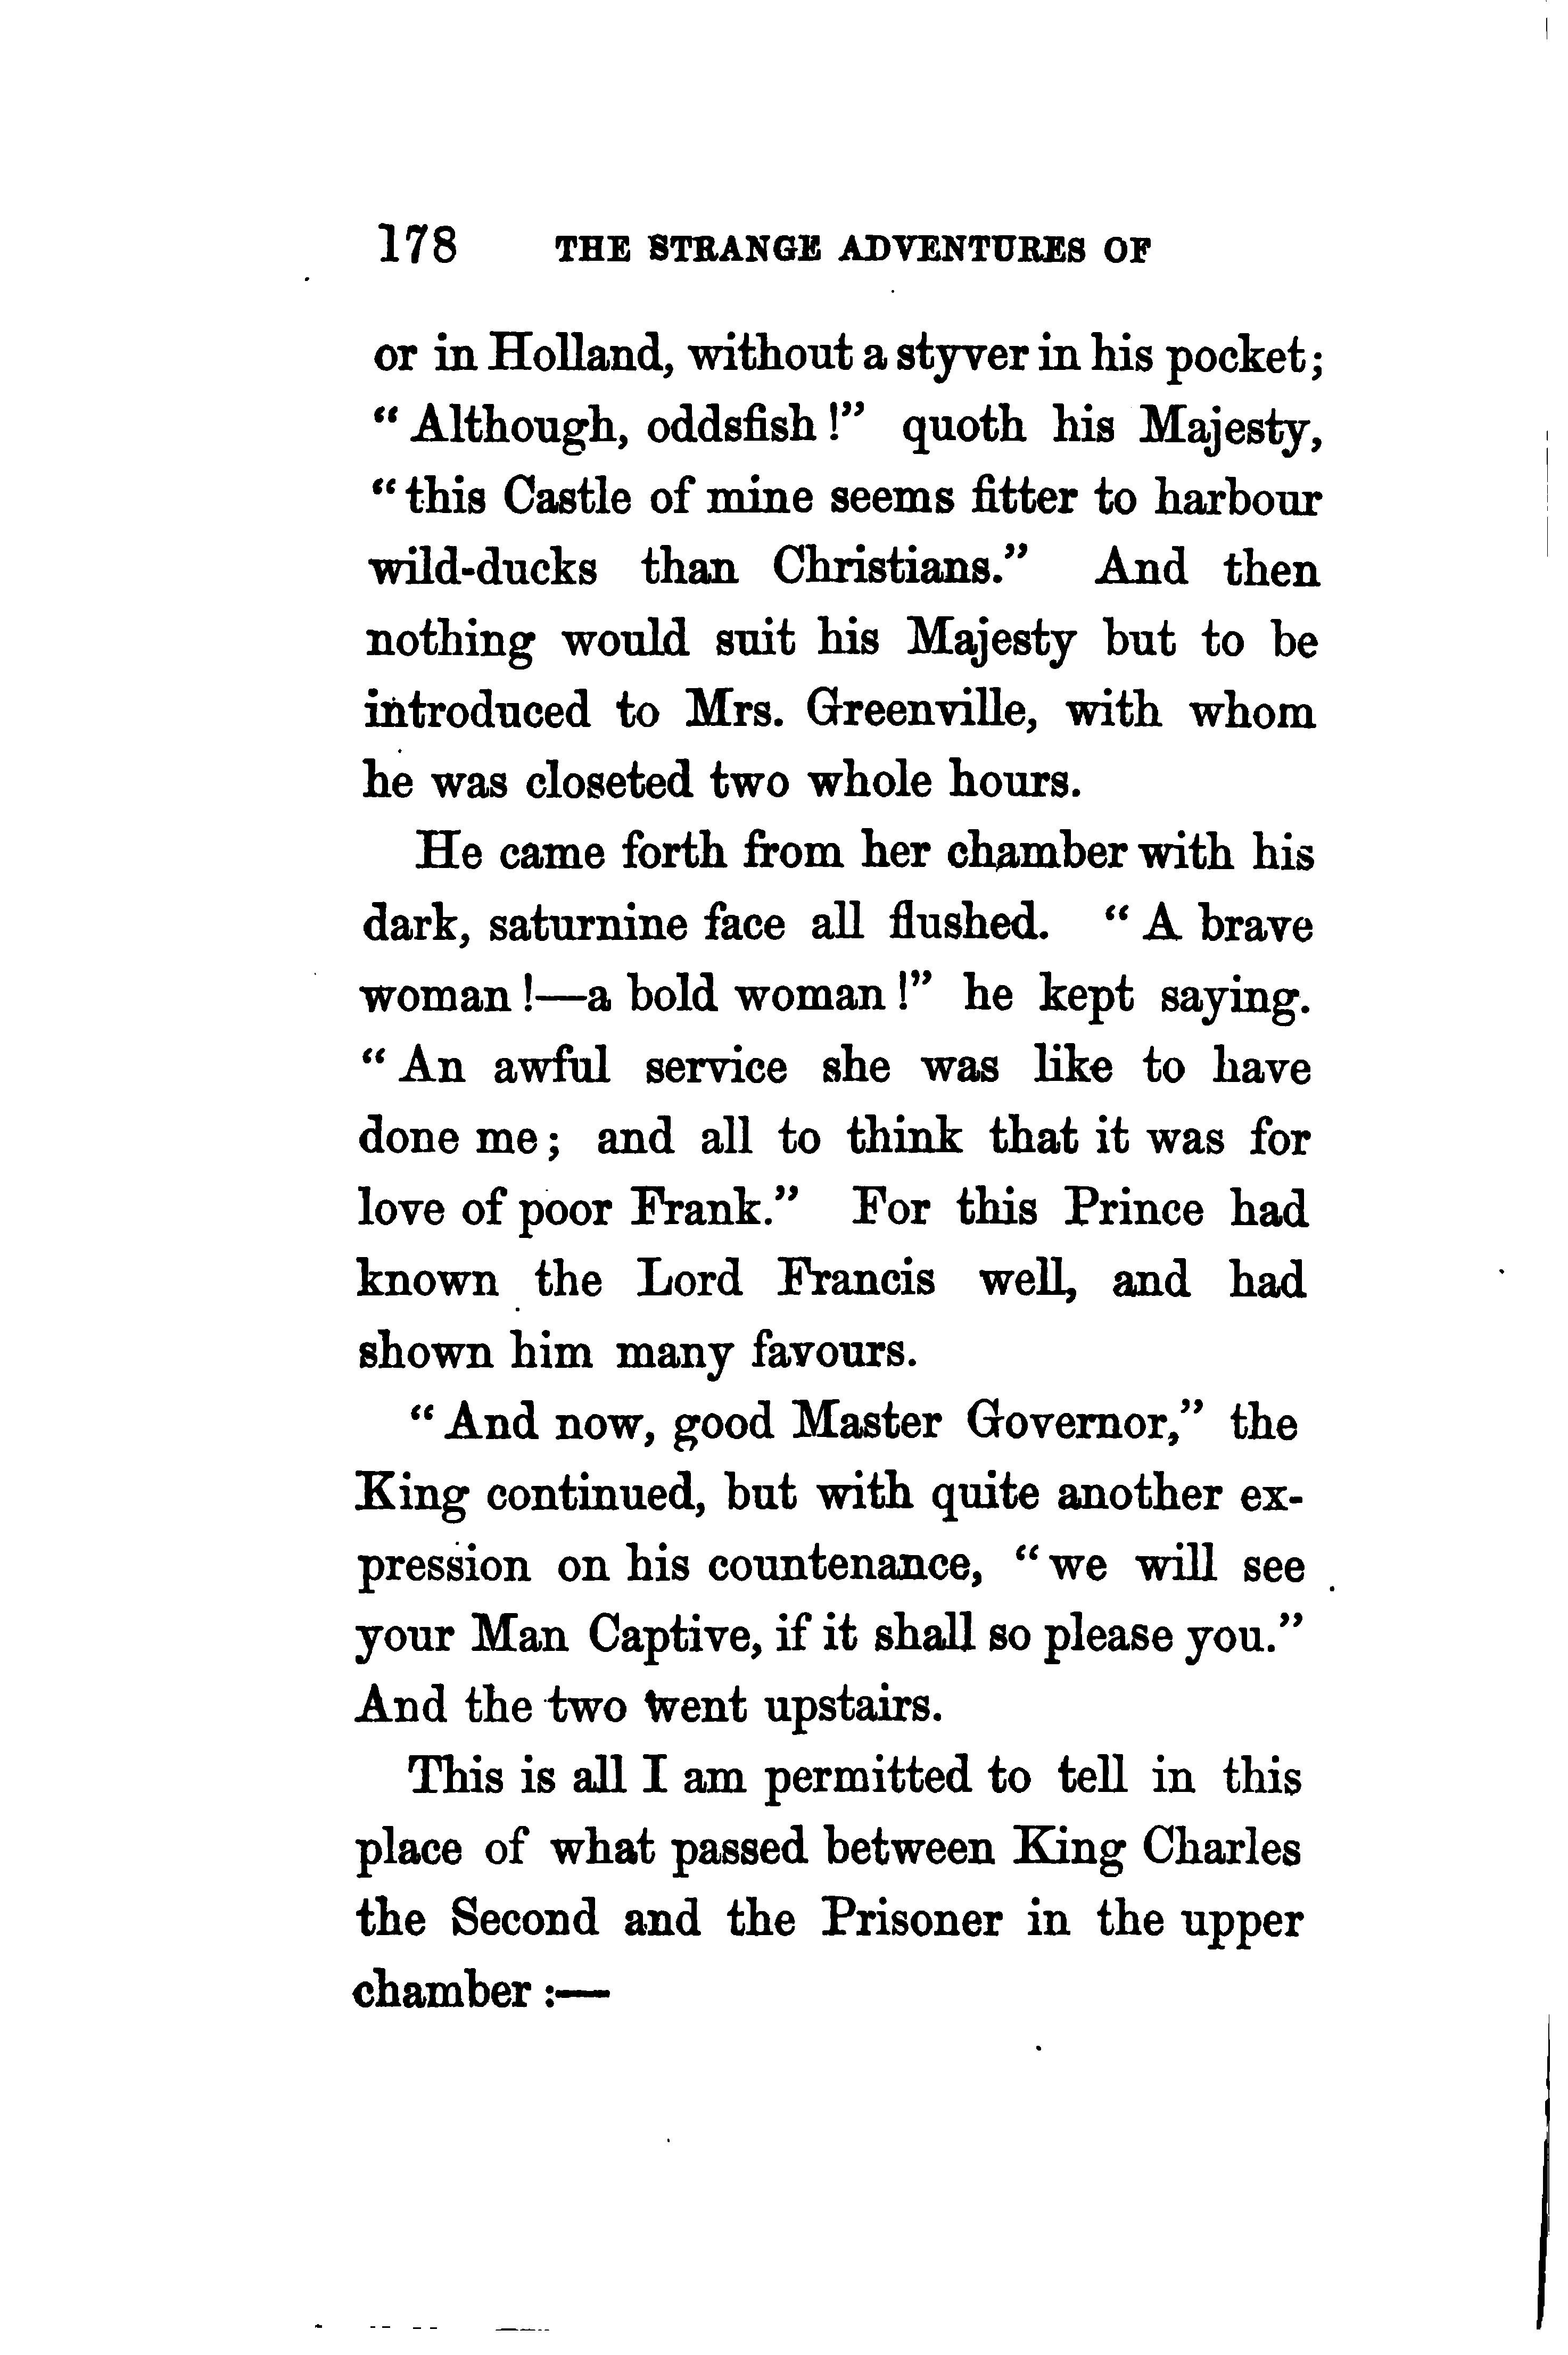 178 THE STRANGE ADVENTURES OF
or in Holland, without a styver in his pocket;
“Although, oddsfish!” quoth his Majesty,
“this Castle of mine seems fitter to harbour
wild-ducks than Christians.” And then
nothing would suit his Majesty but to be
introduced to Mrs. Greenville, with whom
he was closeted two whole hours.
He came forth from her chamber with his
dark, saturnine face all flushed. “A brave
woman!—a bold woman!” he kept saying.
“An awful service she was like to have
done me; and all to think that it was for
love of poor Frank.” For this Prince had
known the Lord Francis well, and had
shown him many favours.
“And now, good Master Governor,” the
King continued, but with quite another ex-
pression on his countenance, “we will see
your Man Captive, if it shall so please you.”
And the two went upstairs.
This is all I am permitted to tell in this
place of what passed between King Charles
the Second and the Prisoner in the upper
chamber:—